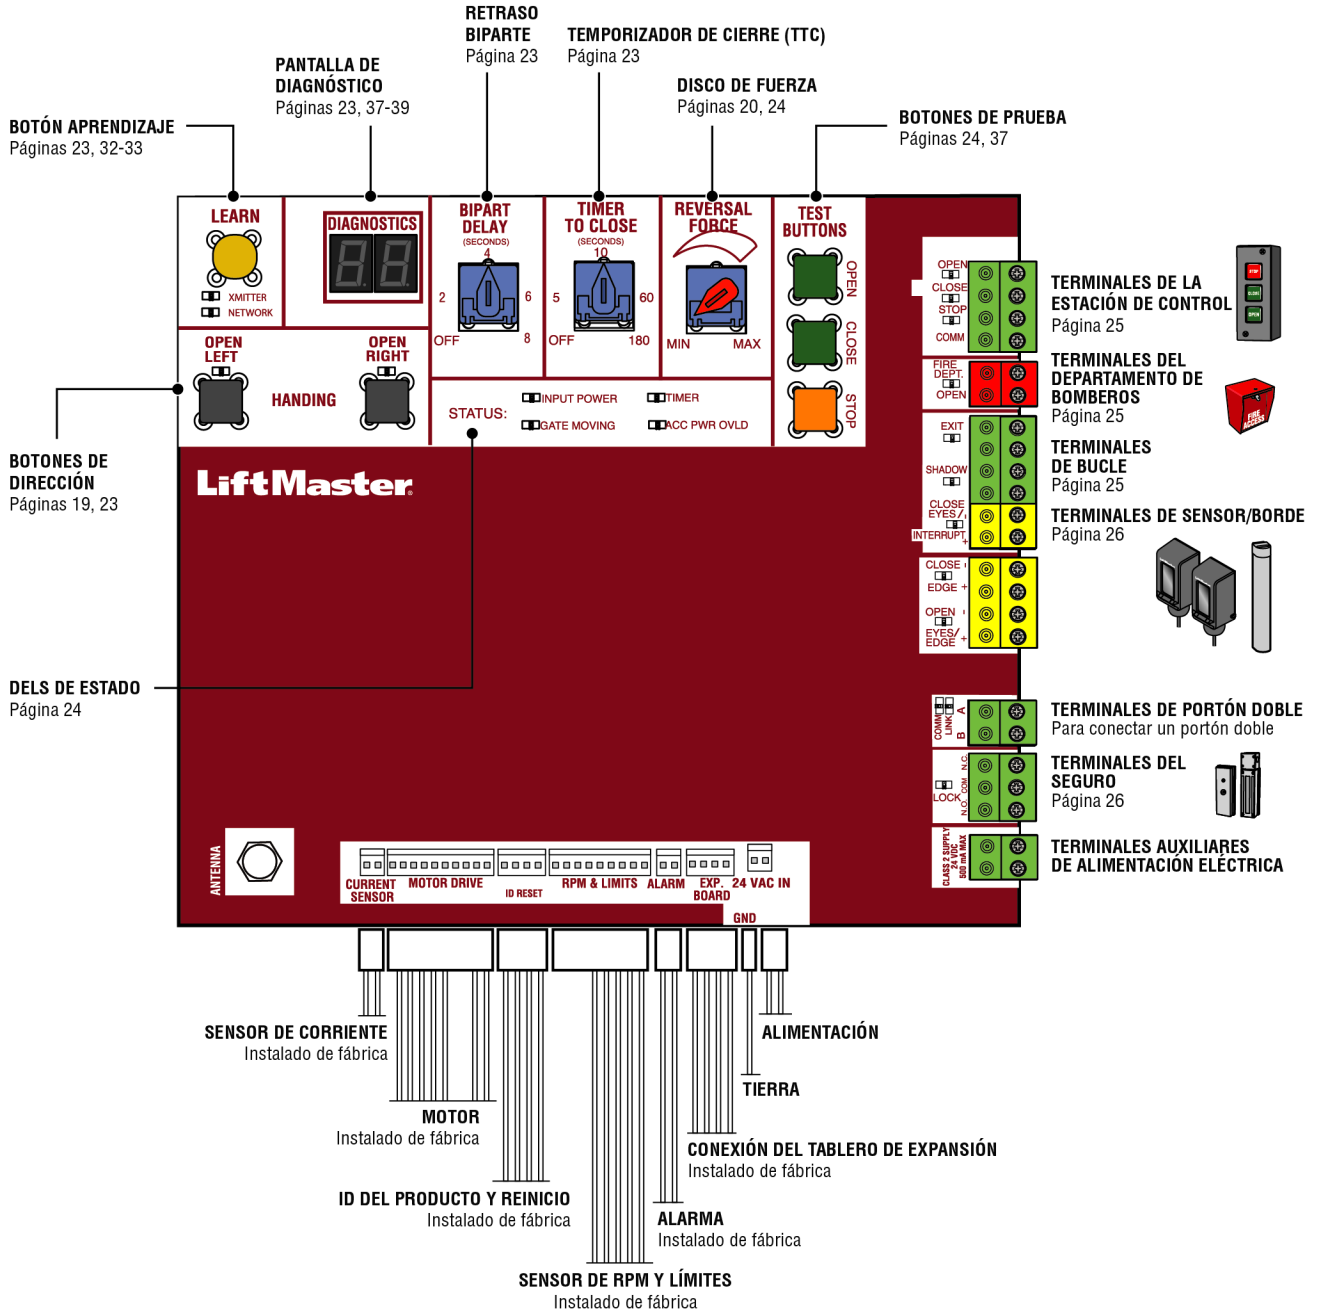 RETRASO
BIPARTE
Página 23
TEMPORIZADOR DE CIERRE (TTC)
Página 23
PANTALLA DE
DIAGNÓSTICO
Páginas 23, 37-39
DISCO DE FUERZA
Páginas 20, 24
BOTÓN APRENDIZAJE
Páginas 23, 32-33
BOTONES DE PRUEBA
Páginas 24, 37
LEARN
XMITTER
NETWORK
DIAGNOSTICS
BIPART
DELAY
(SECONDS)
4
2
6
OFF
8
TIMER
TO CLOSE
(SECONDS)
10
5
60
OFF
180
REVERSAL
FORCE
MIN
MAX
TEST
BUTTONS
OPEN
CLOSE
STOP
OPEN
LEFT
HANDING
OPEN
RIGHT
STATUS:
INPUT POWER
TIMER
GATE MOVING
ACC PWR OVLD
LiftMaster
BOTONES DE
DIRECCIÓN
Páginas 19, 23
DELS DE ESTADO
Página 24
OPEN
CLOSE
STOP
COMM
TERMINALES DE LA
ESTACIÓN DE CONTROL
Página 25
STOP
CLOSE
OPEN
FIRE
DEPT.
OPEN
TERMINALES DEL
DEPARTAMENTO DE
BOMBEROS
Página 25
FIRE
ACCESS
EXIT
SHADOW
TERMINALES
DE BUCLE
Página 25
CLOSE
EYES/ -
INTERRUPT +
TERMINALES DE SENSOR/BORDE
Página 26
CLOSE -
EDGE +
OPEN -
EYES/
EDGE +
COMM
LINK
A
B
TERMINALES DE PORTÓN DOBLE
Para conectar un portón doble
LOCK
N.C.
COM
N.O.
TERMINALES DEL
SEGURO
Página 26
CLASS 2 SUPPLY
24 VDC
500 mA MAX
TERMINALES AUXILIARES
DE ALIMENTACIÓN ELÉCTRICA
ANTENNA
CURRENT
SENSOR
MOTOR DRIVE
ID RESET
RPM & LIMITS
ALARM
EXP.
BOARD
24 VAC IN
GND
SENSOR DE CORRIENTE
Instalado de fábrica
ALIMENTACIÓN
TIERRA
MOTOR
Instalado de fábrica
CONEXIÓN DEL TABLERO DE EXPANSIÓN
Instalado de fábrica
ID DEL PRODUCTO Y REINICIO
Instalado de fábrica
ALARMA
Instalado de fábrica
SENSOR DE RPM Y LÍMITES
Instalado de fábrica